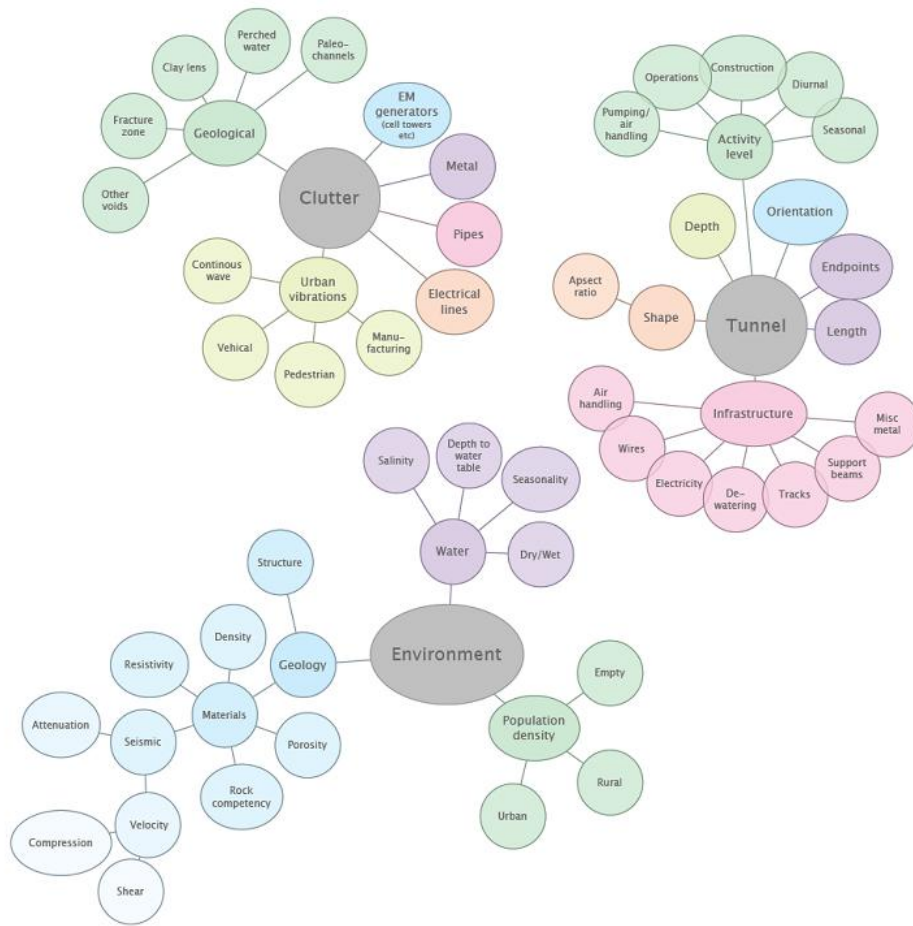 Perched
water
Paleo-
channels
Clay lens
Fracture
zone
Geological
Other
voids
EM
generators
(cell towers
etc)
Metal
Clutter
Pipes
Electrical
lines
Continous
wave
Urban
vibrations
Vehical
Pedestrian
Manu-
facturing
Construction
Operations
Diurnal
Pumping/
air
handling
Activity
level
Seasonal
Depth
Orientation
Endpoints
Apsect
ratio
Shape
Tunnel
Length
Air
handling
Infrastructure
Misc
metal
Wires
Support
beams
Electricity
De-
watering
Tracks
Salinity
Depth to
water
table
Seasonality
Water
Dry/Wet
Structure
Environment
Geology
Density
Resistivity
Materials
Attenuation
Seismic
Porosity
Rock
competency
Velocity
Compression
Shear
Empty
Population
density
Rural
Urban